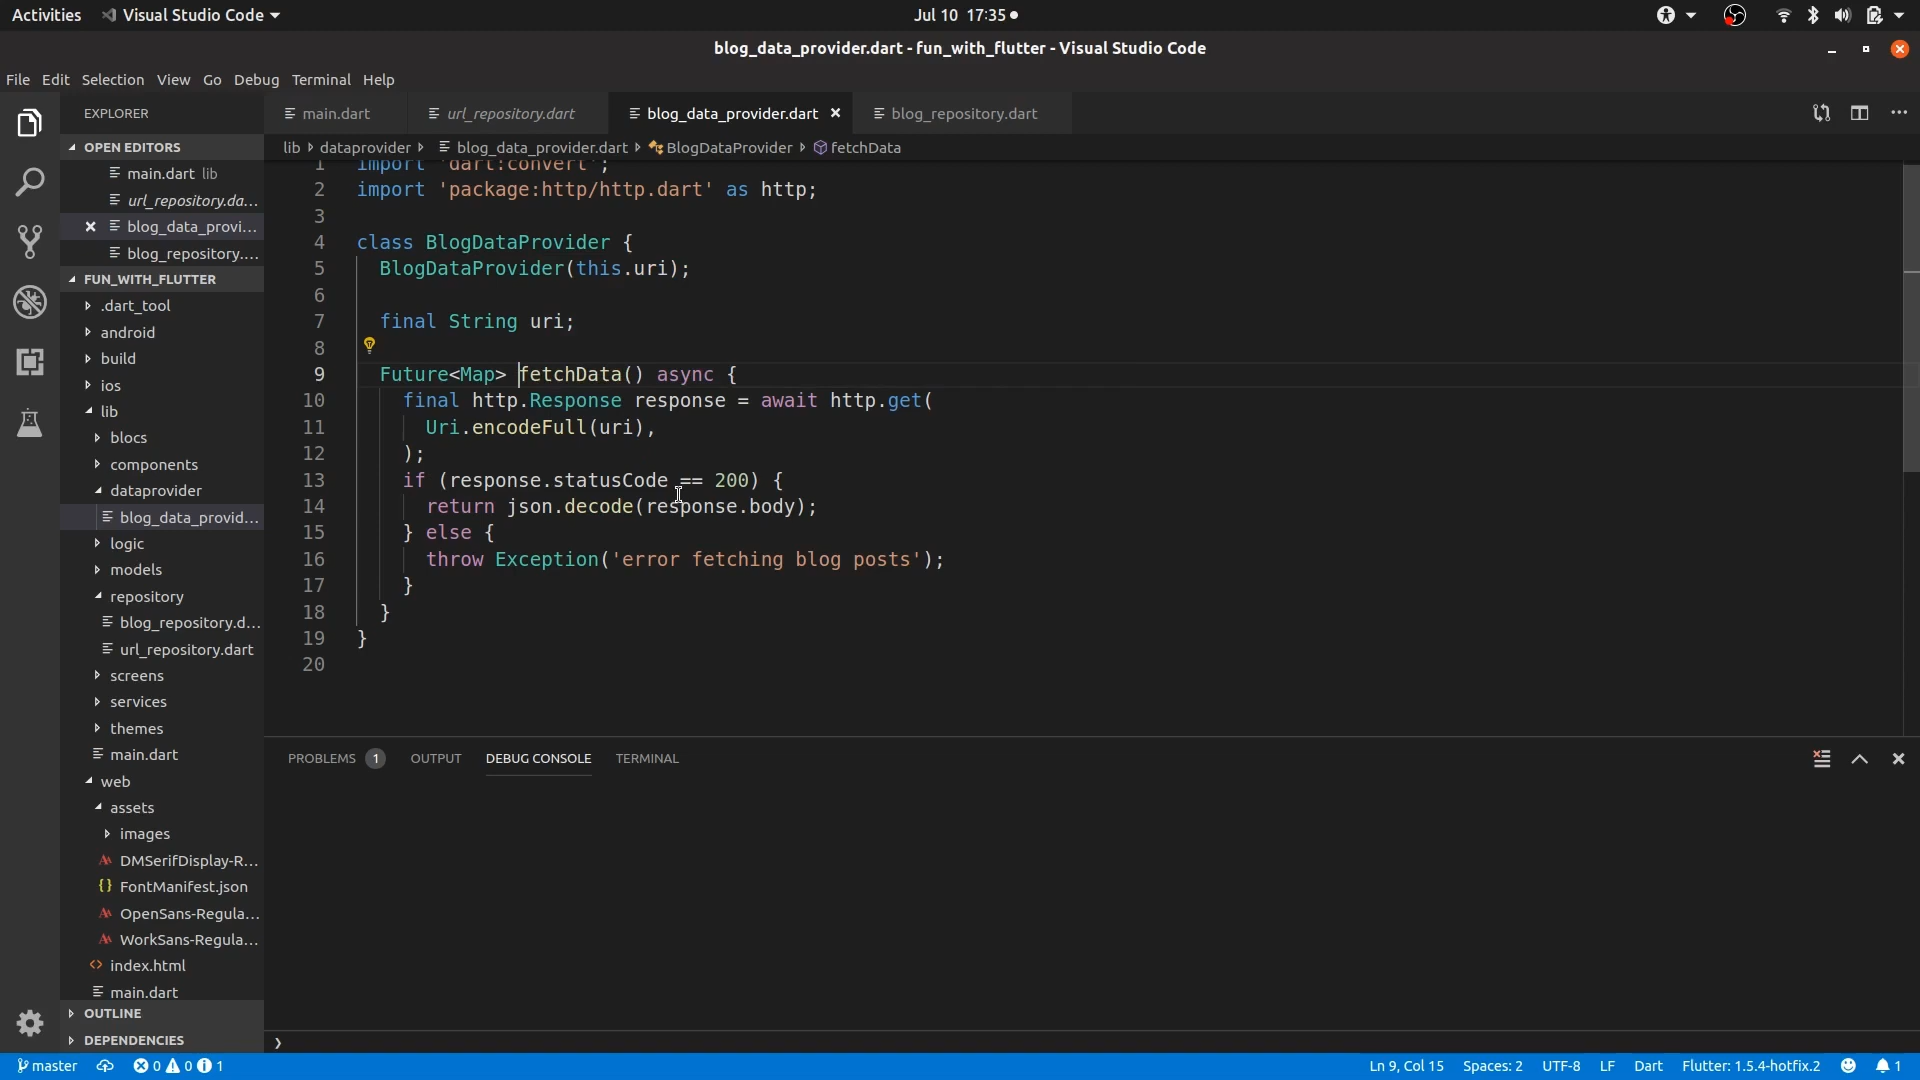 Activities Visual Studio Code Jul 10 17:35
blog_data_provider.dart - fun_with_flutter - Visual Studio Code
File Edit Selection View Go Debug Terminal Help
EXPLORER
OPEN EDITORS
main.dart lib
url_repository.da...
blog_data_provi...
blog_repository....
FUN_WITH_FLUTTER
.dart_tool
android
build
ios
lib
blocs
components
dataprovider
blog_data_provid...
logic
models
repository
blog_repository.d...
url_repository.dart
screens
services
themes
main.dart
web
assets
images
DMSerifDisplay-R...
FontManifest.json
OpenSans-Regula...
WorkSans-Regula...
index.html
main.dart
OUTLINE
DEPENDENCIES
main.dart url_repository.dart blog_data_provider.dart blog_repository.dart
lib dataprovider blog_data_provider.dart BlogDataProvider fetchData
1 import 'dart:convert';
2 import 'package:http/http.dart' as http;
3
4 class BlogDataProvider {
5 BlogDataProvider(this.uri);
6
7 final String uri;
8
9 Future<Map> fetchData() async {
10 final http.Response response = await http.get(
11 Uri.encodeFull(uri),
12 );
13 if (response.statusCode == 200) {
14 return json.decode(response.body);
15 } else {
16 throw Exception('error fetching blog posts');
17 }
18 }
19 }
20
PROBLEMS 1 OUTPUT DEBUG CONSOLE TERMINAL
master 0 0 1 Ln 9, Col 15 Spaces: 2 UTF-8 LF Dart Flutter: 1.5.4-hotfix.2 1